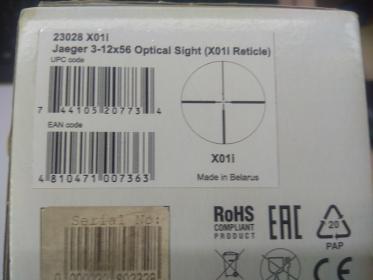 23028 X01i
Jaeger 3-12x56 Optical Sight (X01i Reticle)
UPC code
7 44105 20773 4
EAN code
4 810471 007363
X01i
Made in Belarus
Serial No:
RoHS
COMPLIANT
PRODUCT
EAC
20
PAP